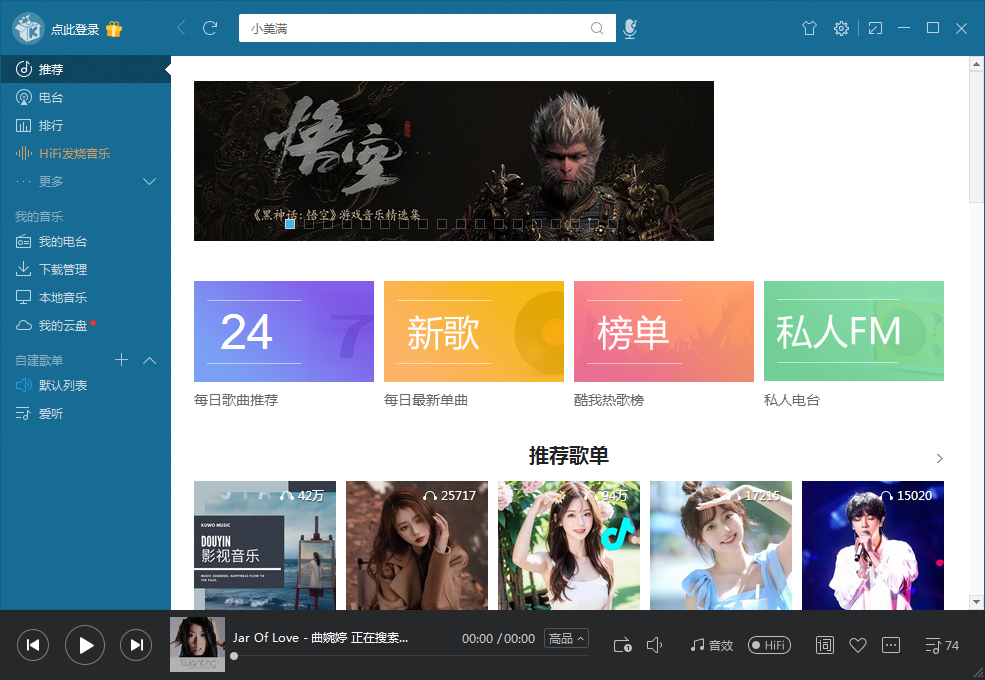 点此登录
小美满
推荐
电台
排行
HiFi发烧音乐
更多
我的音乐
我的电台
下载管理
本地音乐
我的云盘
自建歌单
默认列表
爱听
悟空
《黑神话:悟空》游戏音乐精选集
24
7
每日歌曲推荐
新歌
每日最新单曲
榜单
酷我热歌榜
私人FM
私人电台
推荐歌单
42万
KUWO MUSIC
DOUYIN
影视音乐
MUSIC SOURCED, HAPPINESS FLOW TO
THE FACE.
25717
94万
17215
15020
Wanting
Jar Of Love - 曲婉婷 正在搜索...
00:00 / 00:00
高品
音效
HiFi
词
74